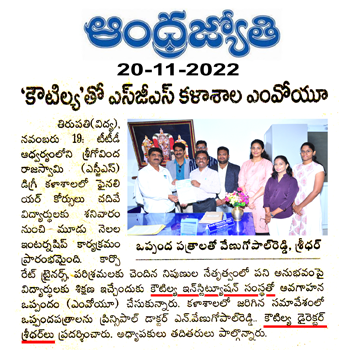 ఆంధ్రజ్యోతి
20-11-2022
‘కౌటిల్య’తో ఎస్‌జీఎస్ కళాశాల ఎంవోయూ
తిరుపతి(విద్య),
నవంబరు 19: టీటీడీ
ఆధ్వర్యంలోని శ్రీగోవింద
రాజస్వామి (ఎస్జీఎస్)
డిగ్రీ కళాశాలలో ఫైనలి
యర్ కోర్సులు చదివే
విద్యార్థులకు శనివారం
నుంచి మూడు నెలల
ఇంటర్నషిప్ కార్యక్రమం
ప్రారంభమైంది. కార్పొ
రేట్ ట్రైనర్స్, పరిశ్రమలకు చెందిన నిపుణుల నేతృత్వంలో పని అనుభవంపై
విద్యార్థులకు శిక్షణ ఇచ్చేందుకు కౌటిల్య ఇన్‌స్టిట్యూషన్ సంస్థతో అవగాహన
ఒప్పందం (ఎంవోయీ) చేసుకున్నారు. కళాశాలలో జరిగిన సమావేశంలో
ఒప్పందపత్రాలను ప్రిన్సిపాల్ డాక్టర్ ఎన్.వేణుగోపాల్‌రెడ్డి, కౌటిల్య డైరెక్టర్
శ్రీధర్‌లు ప్రదర్శించారు. అధ్యాపకులు తదితరులు పాల్గొన్నారు.
ఒప్పంద పత్రాలతో వేణుగోపాల్‌రెడ్డి, శ్రీధర్